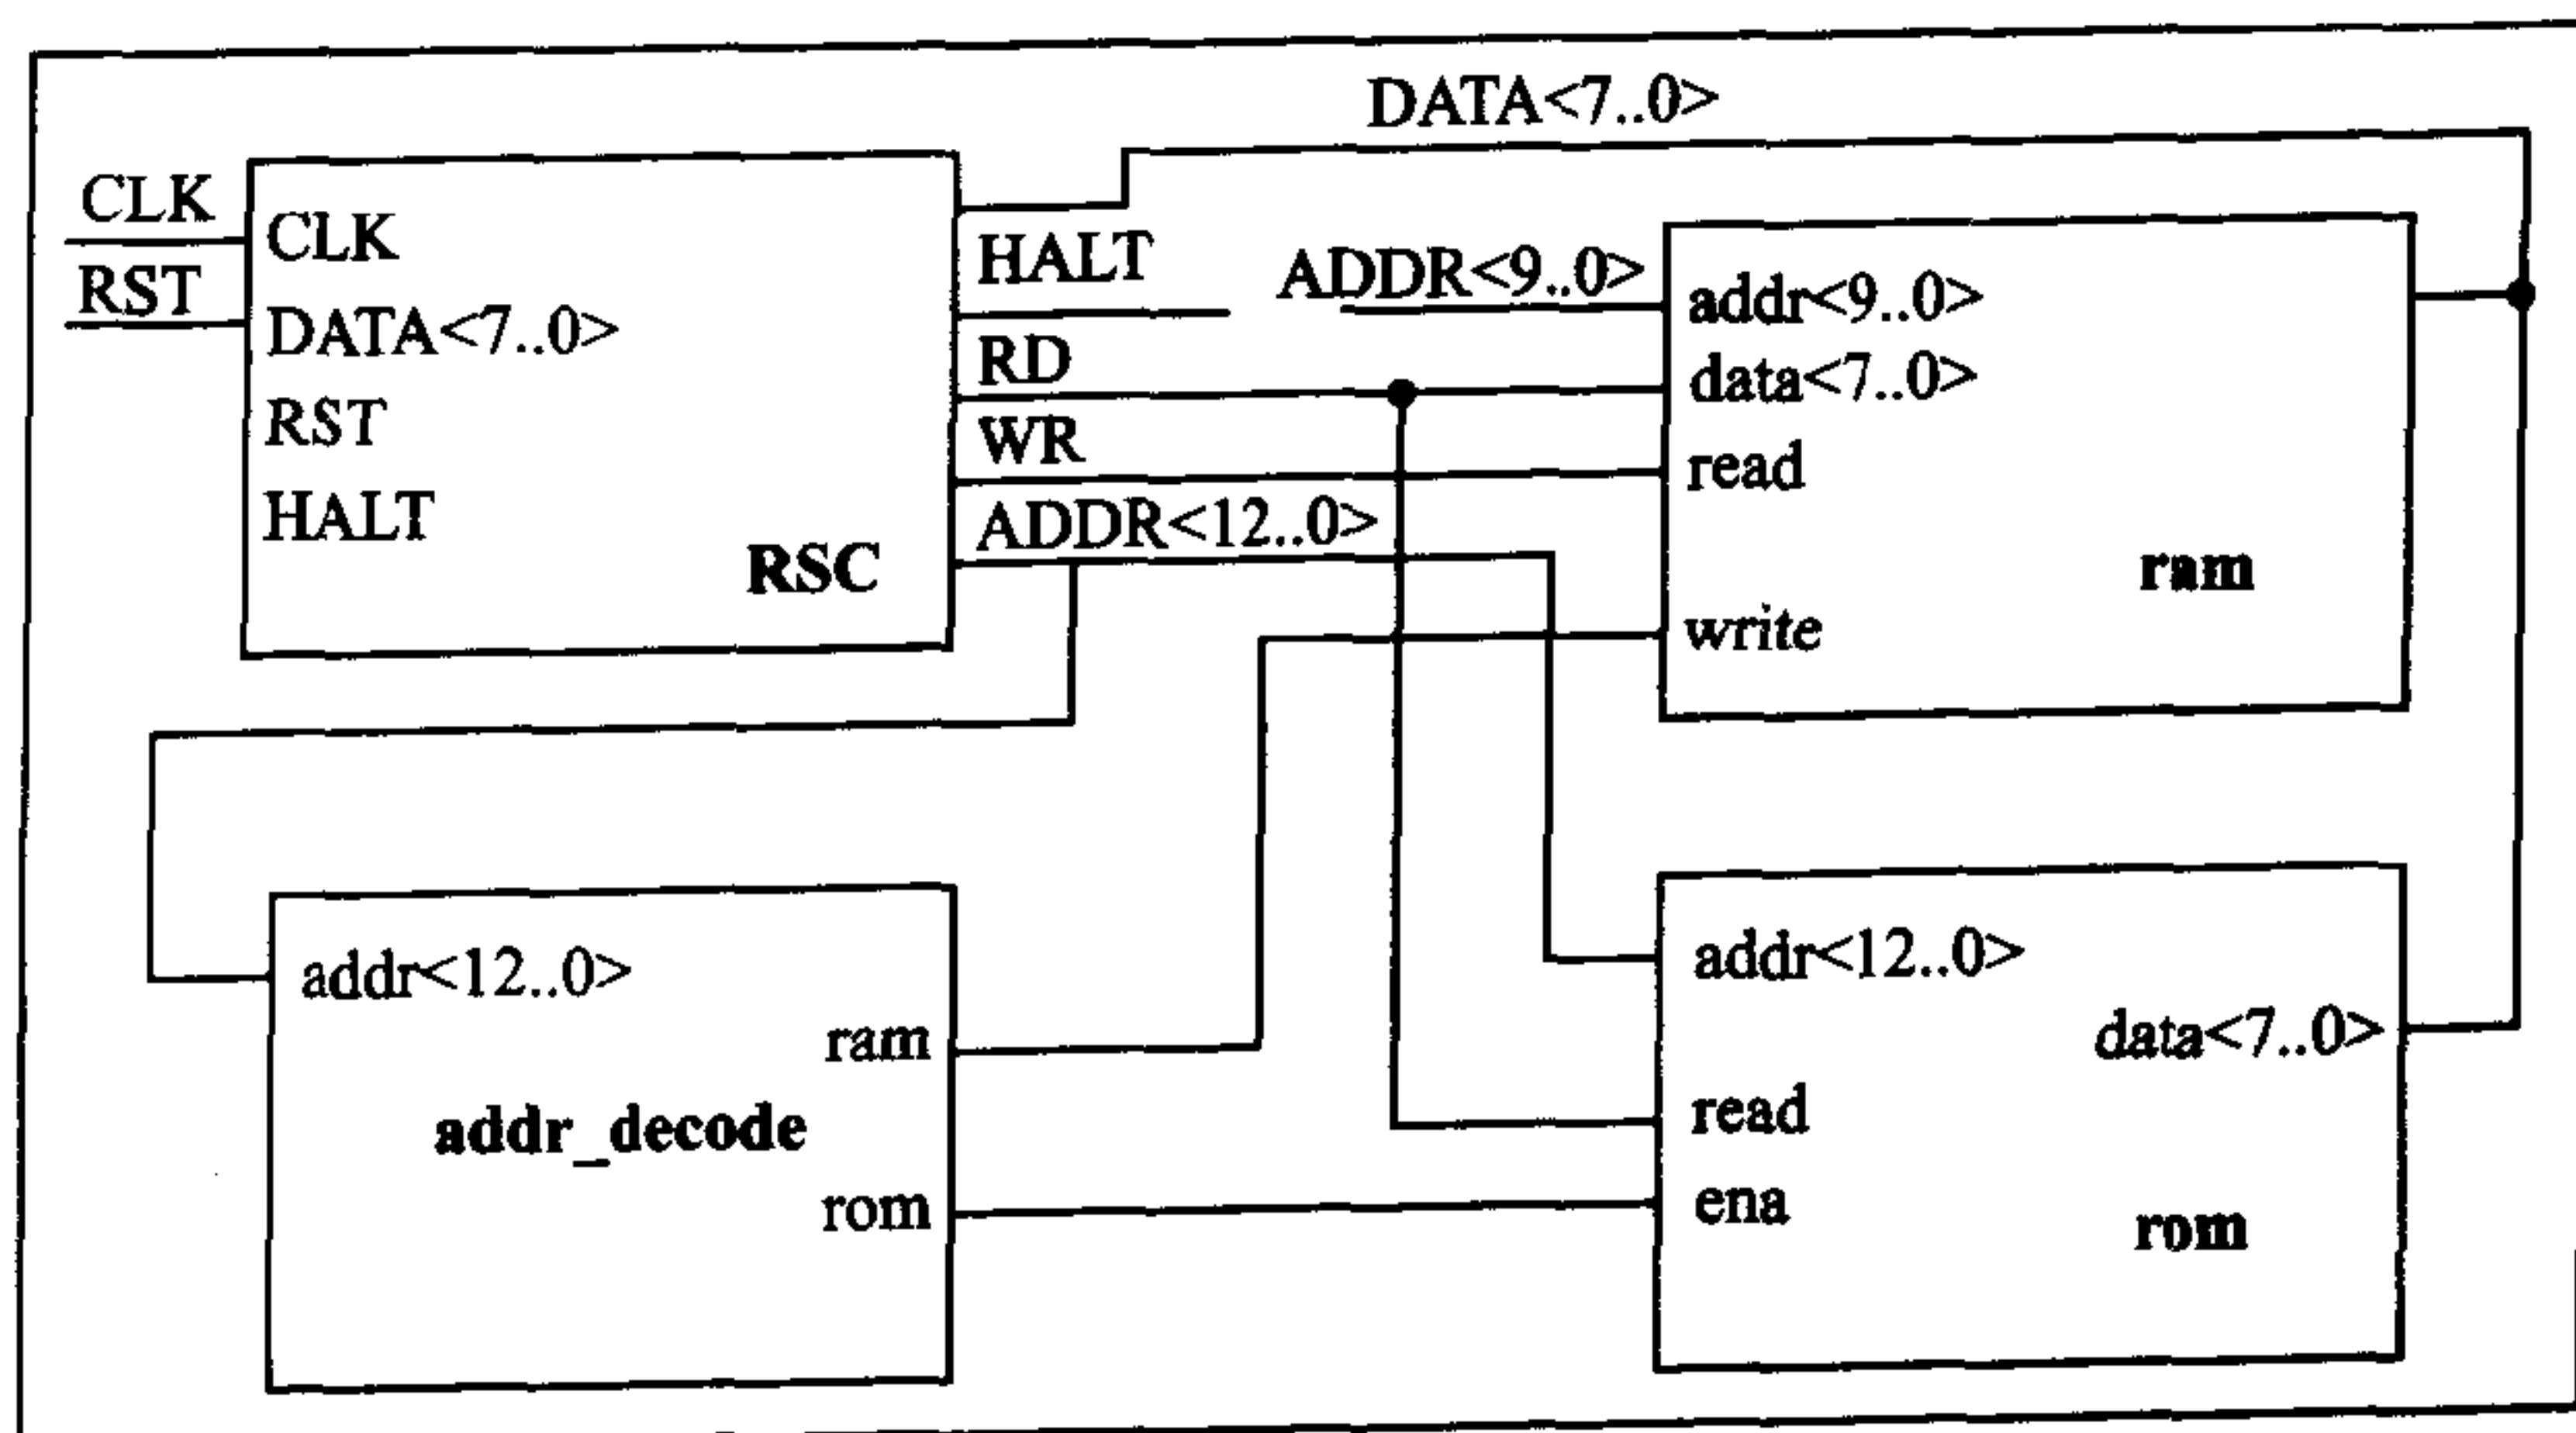 DATA<7..0>
CLK
RST
CLK
DATA<7..0>
RST
HALT
RSC
HALT
RD
WR
ADDR<12..0>
ADDR<9..0>
addr<9..0>
data<7..0>
read
write
ram
addr<12..0>
ram
addr_decode
rom
addr<12..0>
data<7..0>
read
ena
rom